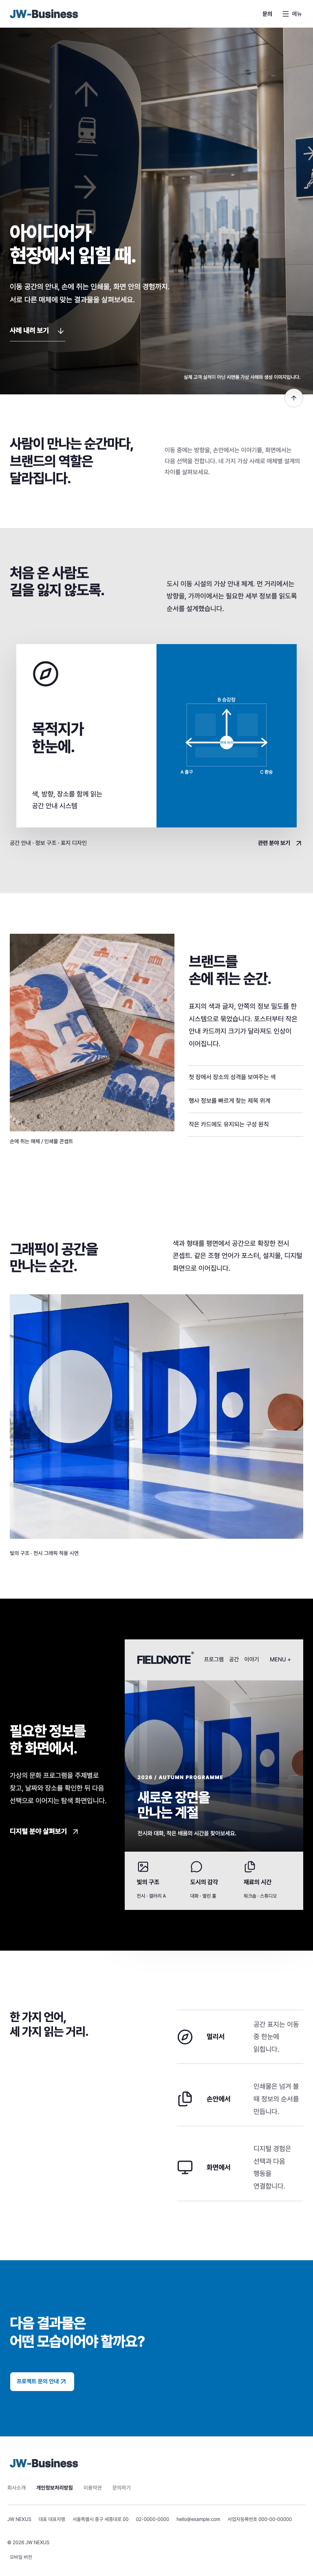 JW-Business
문의
메뉴
아이디어가
현장에서 읽힐 때.
이동 공간의 안내, 손에 쥐는 인쇄물, 화면 안의 경험까지.
서로 다른 매체에 맞는 결과물을 살펴보세요.
사례 내려 보기
실제 고객 실적이 아닌 시연용 가상 사례와 생성 이미지입니다.
사람이 만나는 순간마다,
브랜드의 역할은
달라집니다.
이동 중에는 방향을, 손안에서는 이야기를, 화면에서는
다음 선택을 전합니다. 네 가지 가상 사례로 매체별 설계의
차이를 살펴보세요.
처음 온 사람도
길을 잃지 않도록.
도시 이동 시설의 가상 안내 체계. 먼 거리에서는
방향을, 가까이에서는 필요한 세부 정보를 읽도록
순서를 설계했습니다.
목적지가
한눈에.
색, 방향, 장소를 함께 읽는
공간 안내 시스템
B 승강장
A 출구
C 환승
공간 안내 · 정보 구조 · 표지 디자인
관련 분야 보기
브랜드를
손에 쥐는 순간.
표지의 색과 글자, 안쪽의 정보 밀도를 한
시스템으로 묶었습니다. 포스터부터 작은
안내 카드까지 크기가 달라져도 인상이
이어집니다.
첫 장에서 장소의 성격을 보여주는 색
행사 정보를 빠르게 찾는 제목 위계
작은 카드에도 유지되는 구성 원칙
손에 쥐는 매체 / 인쇄물 콘셉트
그래픽이 공간을
만나는 순간.
색과 형태를 평면에서 공간으로 확장한 전시
콘셉트. 같은 조형 언어가 포스터, 설치물, 디지털
화면으로 이어집니다.
빛의 구조 · 전시 그래픽 적용 시연
필요한 정보를
한 화면에서.
가상의 문화 프로그램을 주제별로
찾고, 날짜와 장소를 확인한 뒤 다음
선택으로 이어지는 탐색 화면입니다.
디지털 분야 살펴보기
FIELDNOTE
프로그램
공간
이야기
MENU +
2026 / AUTUMN PROGRAMME
새로운 장면을
만나는 계절
전시와 대화, 작은 배움의 시간을 찾아보세요.
빛의 구조
전시 · 갤러리 A
도시의 감각
대화 · 열린 홀
재료의 시간
워크숍 · 스튜디오
한 가지 언어,
세 가지 읽는 거리.
멀리서
공간 표지는 이동
중 한눈에
읽힙니다.
손안에서
인쇄물은 넘겨 볼
때 정보의 순서를
만듭니다.
화면에서
디지털 경험은
선택과 다음
행동을
연결합니다.
다음 결과물은
어떤 모습이어야 할까요?
프로젝트 문의 안내
JW-Business
회사소개
개인정보처리방침
이용약관
문의하기
JW NEXUS
대표 대표자명
서울특별시 중구 세종대로 00
02-0000-0000
hello@example.com
사업자등록번호 000-00-00000
© 2026 JW NEXUS
모바일 버전